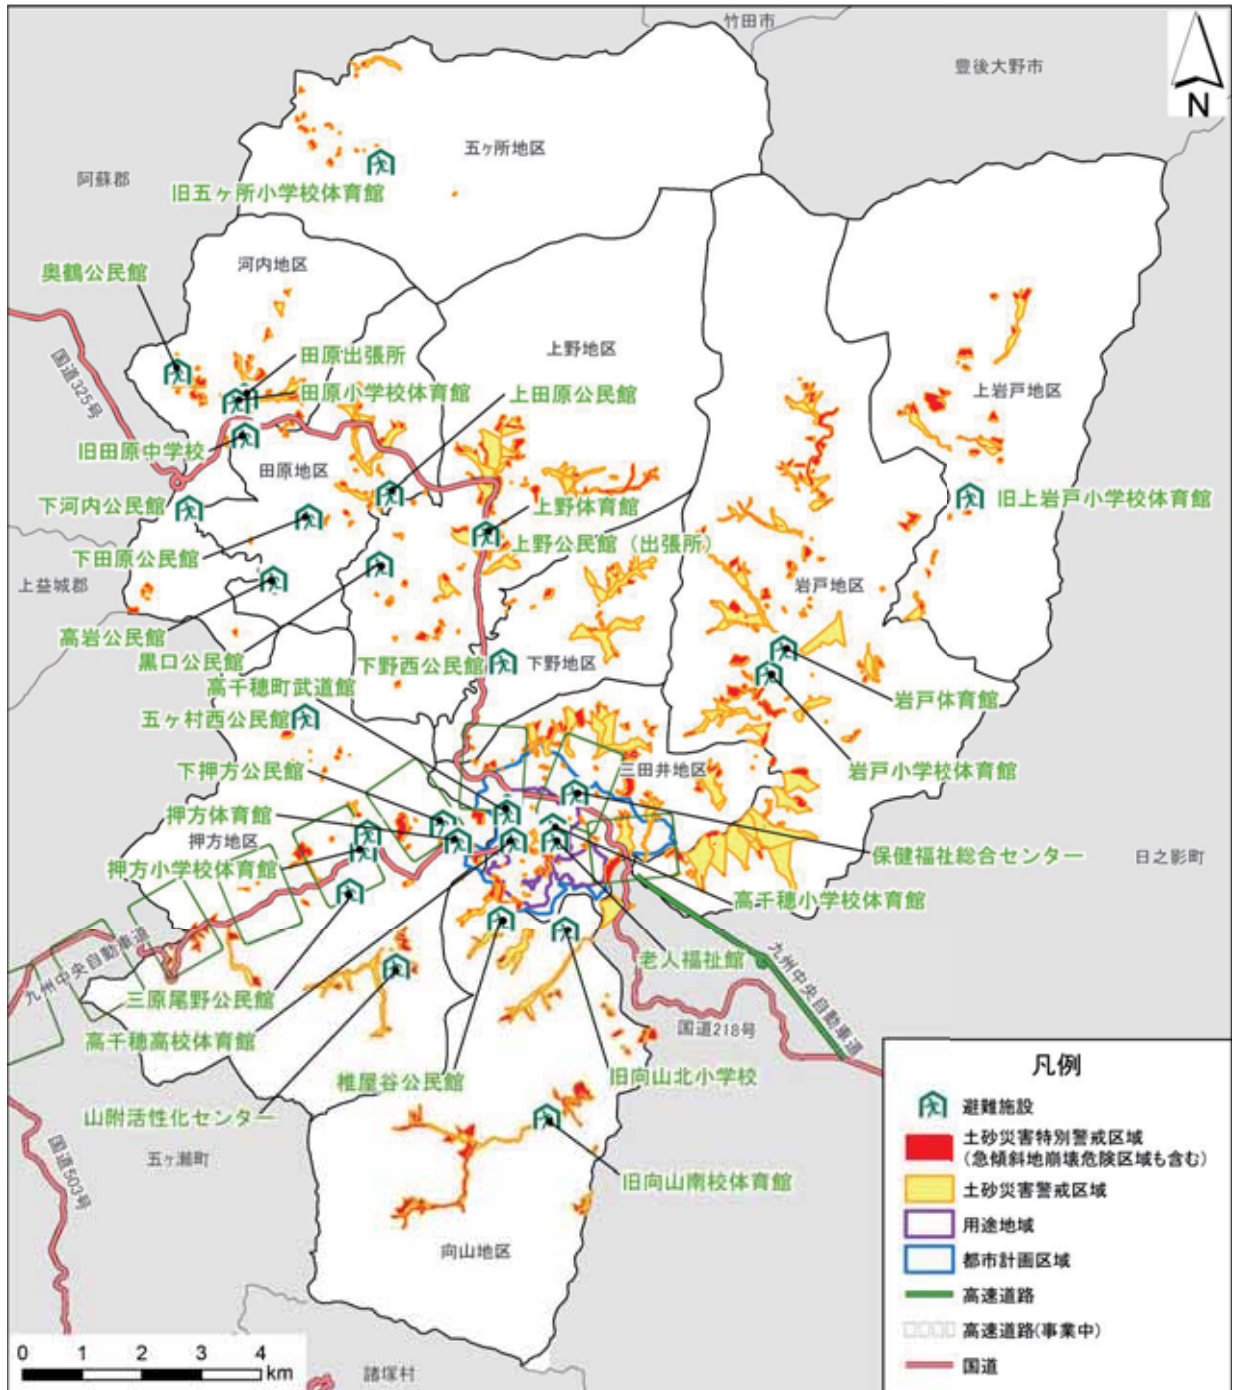 竹田市
豊後大野市
N
阿蘇郡
五ヶ所地区
旧五ヶ所小学校体育館
河内地区
奥鶴公民館
国道325号
田原出張所
田原小学校体育館
上田原公民館
上野地区
上岩戸地区
旧田原中学校
田原地区
下河内公民館
上野体育館
旧上岩戸小学校体育館
上野公民館(出張所)
下田原公民館
上益城郡
岩戸地区
高岩公民館
黒口公民館
下野西公民館
下野地区
高千穂町武道館
五ヶ村西公民館
岩戸体育館
下押方公民館
三田井地区
岩戸小学校体育館
押方体育館
押方地区
押方小学校体育館
保健福祉総合センター
日之影町
高千穂小学校体育館
九州中央自動車道
老人福祉館
九州中央自動車道
三原尾野公民館
国道218号
高千穂高校体育館
椎屋谷公民館
旧向山北小学校
山附活性化センター
五ヶ瀬町
国道503号
旧向山南校体育館
向山地区
諸塚村
0 1 2 3 4
km
凡例
避難施設
土砂災害特別警戒区域
(急傾斜地崩壊危険区域も含む)
土砂災害警戒区域
用途地域
都市計画区域
高速道路
高速道路(事業中)
国道